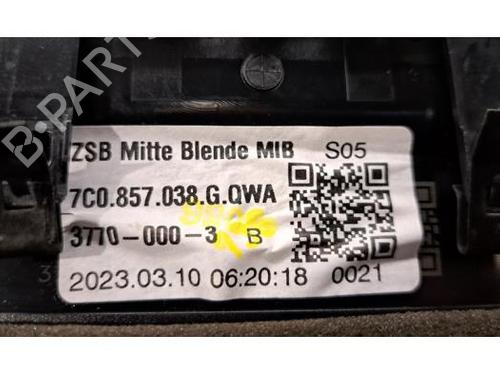 B-PARTS
ZSB Mitte Blende MIB S05
7C0.857.038.G.QWA
3770-000-3 B
2023.03.10 06:20:18 0021